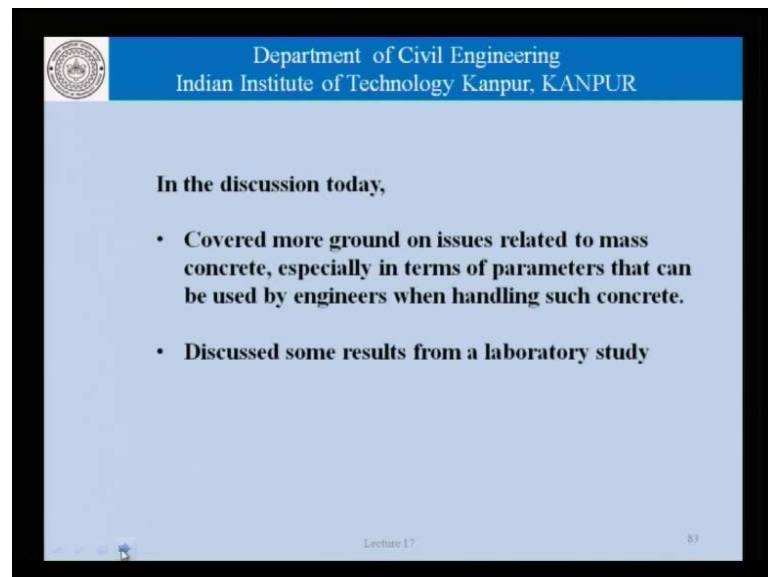 Department of Civil Engineering
Indian Institute of Technology Kanpur, KANPUR
In the discussion today,
• Covered more ground on issues related to mass
concrete, especially in terms of parameters that can
be used by engineers when handling such concrete.
• Discussed some results from a laboratory study
Lecture 17
83